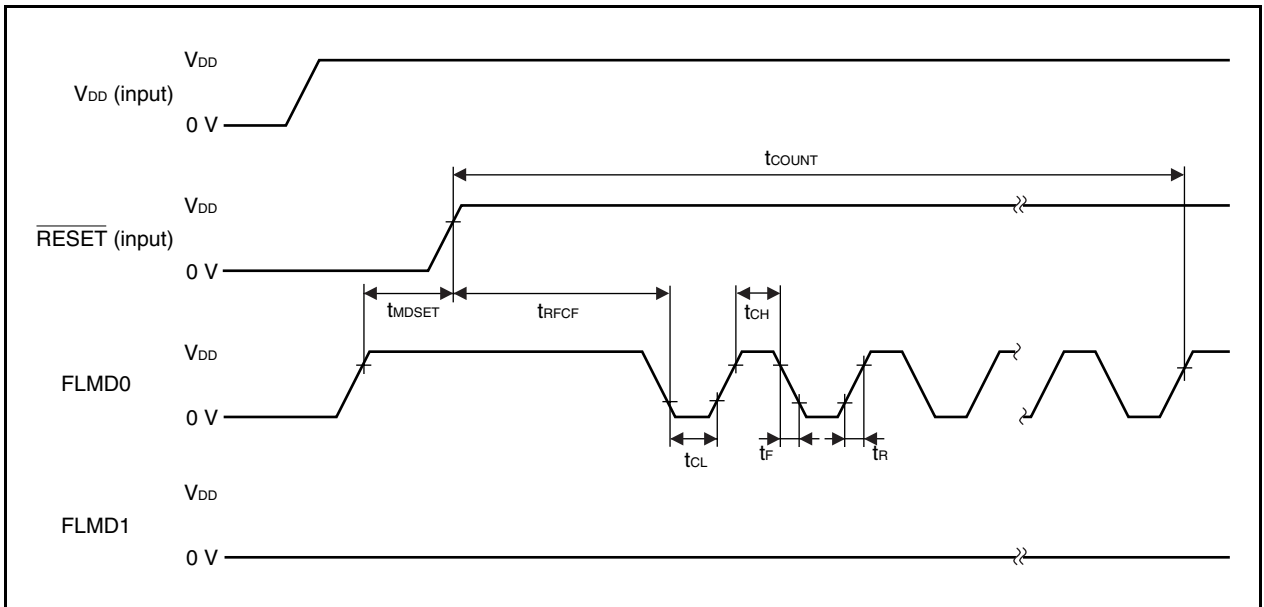 VDD
VDD (input)
0 V
tCOUNT
VDD
RESET (input)
0 V
tMDSET
tRFCF
tCH
VDD
FLMD0
0 V
tCL
tF
tR
VDD
FLMD1
0 V